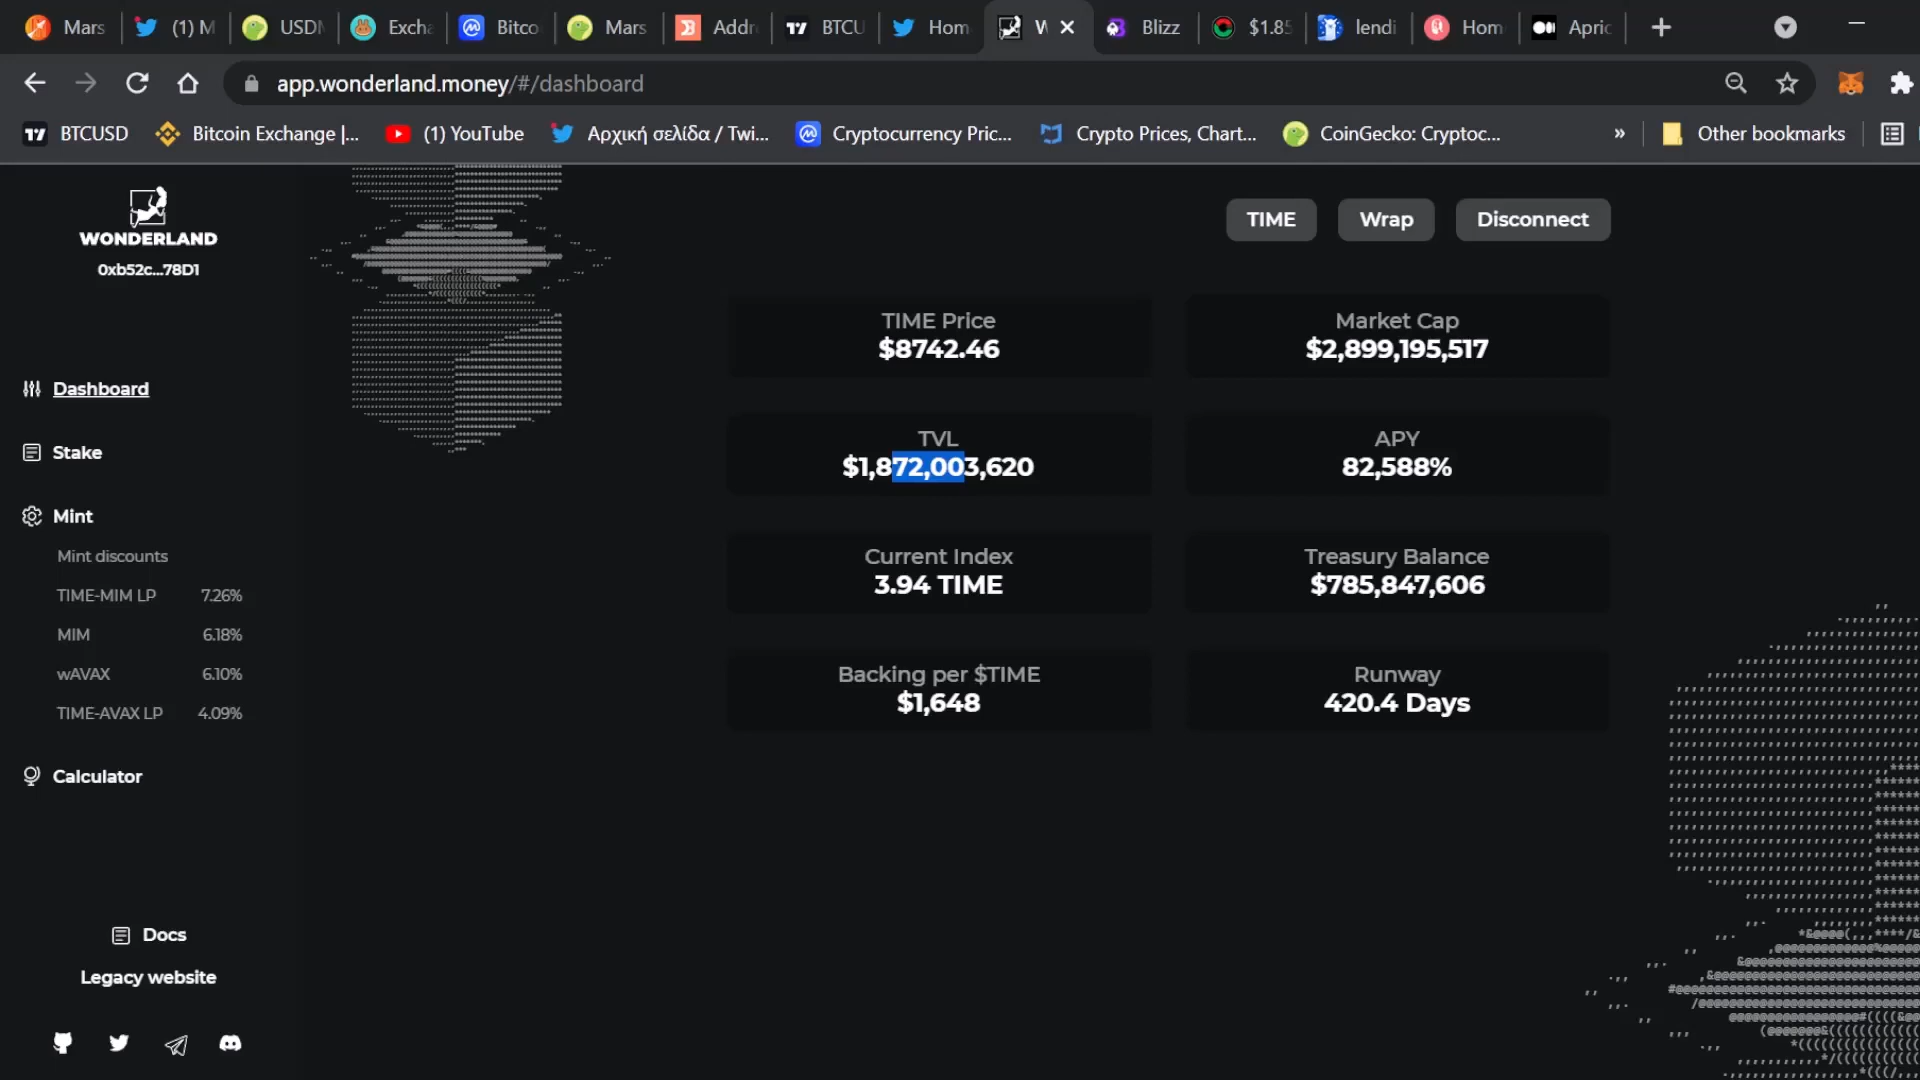 Mars
(1) M
USDM
Excha
Bitco
Mars
Addr
BTCU
Hom
W
Blizz
$1.85
lendi
Hom
Apric
app.wonderland.money/#/dashboard
BTCUSD
Bitcoin Exchange |...
(1) YouTube
Αρχική σελίδα / Twi...
Cryptocurrency Pric...
Crypto Prices, Chart...
CoinGecko: Cryptoc...
»
Other bookmarks
WONDERLAND
0xb52c...78D1
TIME
Wrap
Disconnect
TIME Price
$8742.46
Market Cap
$2,899,195,517
TVL
$1,872,003,620
APY
82,588%
Current Index
3.94 TIME
Treasury Balance
$785,847,606
Backing per $TIME
$1,648
Runway
420.4 Days
Dashboard
Stake
Mint
Mint discounts
TIME-MIM LP 7.26%
MIM 6.18%
wAVAX 6.10%
TIME-AVAX LP 4.09%
Calculator
Docs
Legacy website